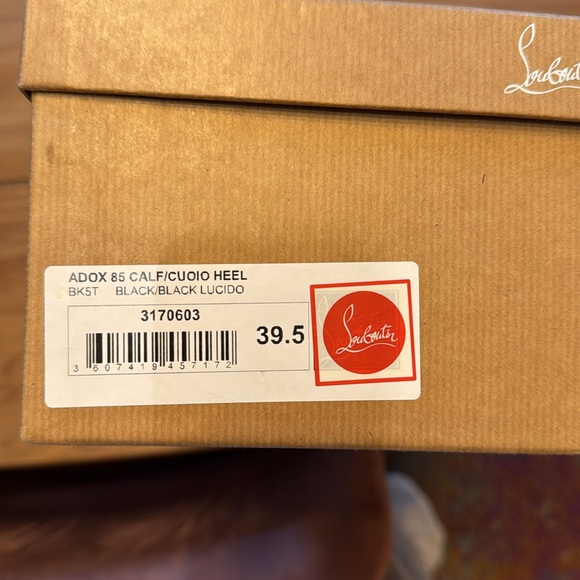 Louboutin
ADOX 85 CALF/CUOIO HEEL
BK5T BLACK/BLACK LUCIDO
3170603
39.5
3 607419 457172
Louboutin